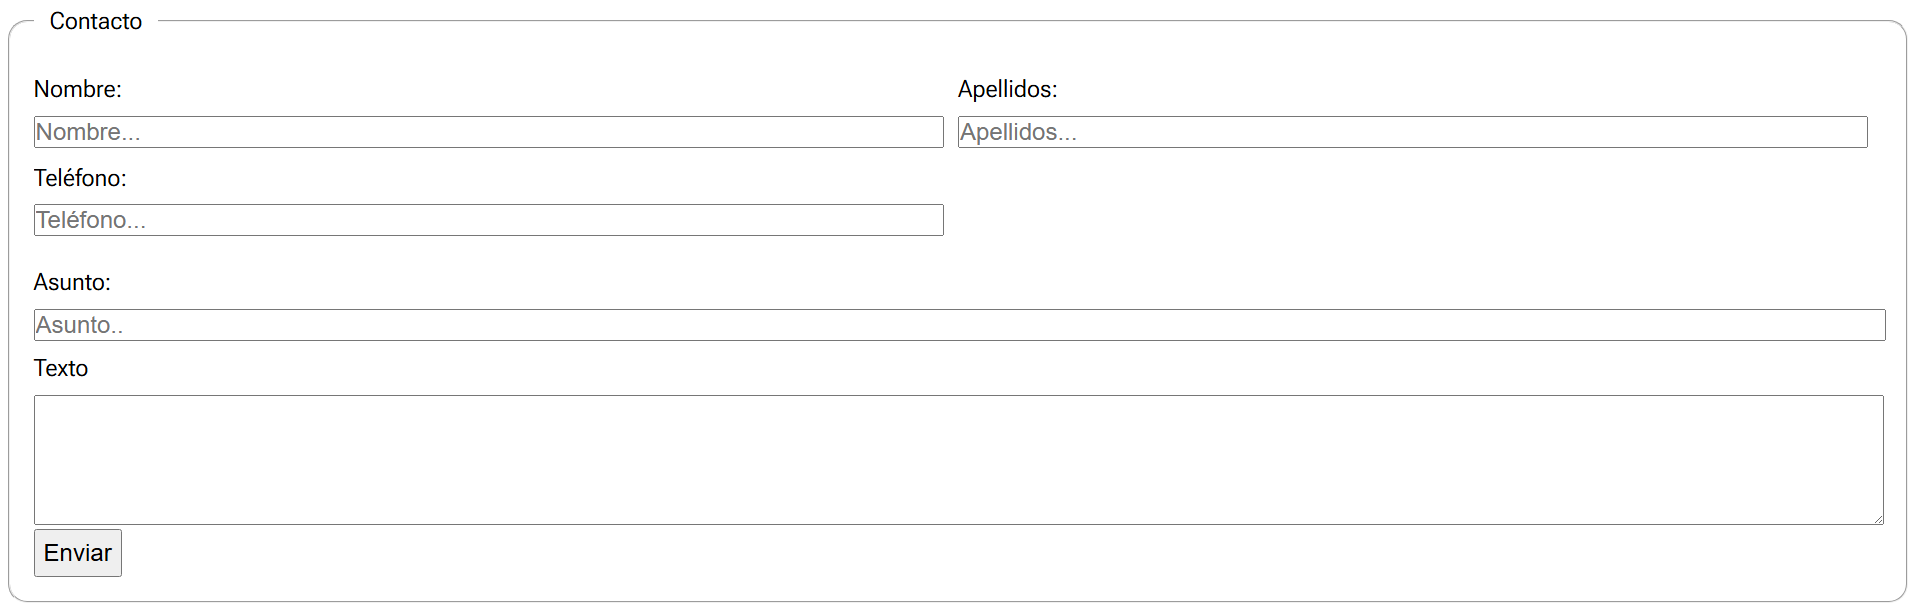 Contacto
Nombre:
Apellidos:
Nombre...
Apellidos...
Teléfono:
Teléfono...
Asunto:
Asunto..
Texto
Enviar